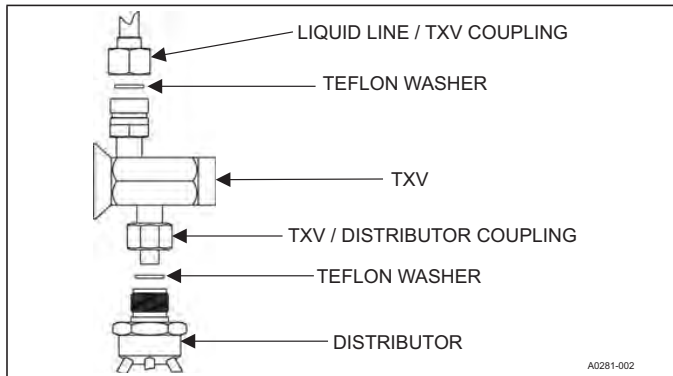 LIQUID LINE / TXV COUPLING
TEFLON WASHER
TXV
TXV / DISTRIBUTOR COUPLING
TEFLON WASHER
DISTRIBUTOR
A0281-002